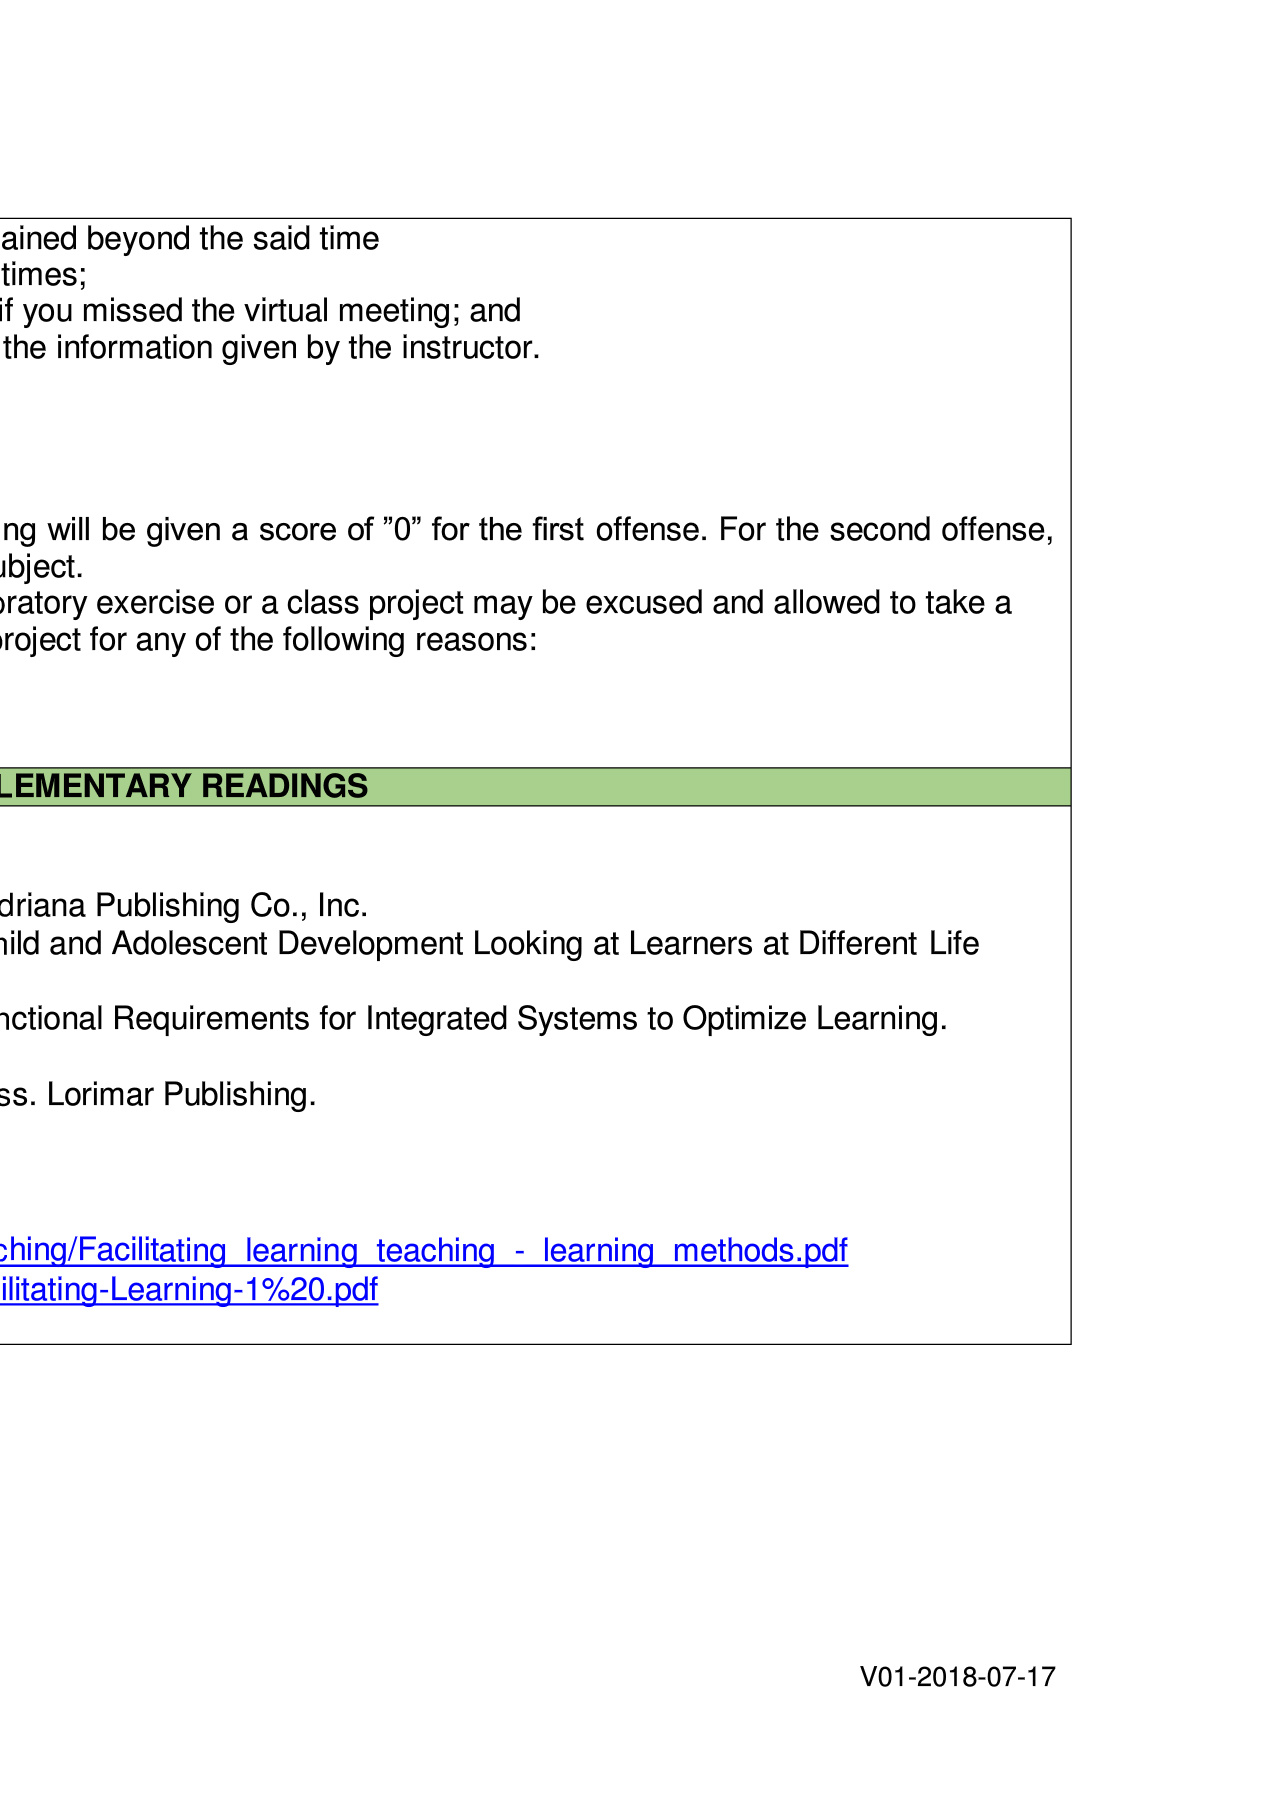 ained beyond the said time
times;
if you missed the virtual meeting; and
the information given by the instructor.
ng will be given a score of ”0” for the first offense. For the second offense,
ubject.
oratory exercise or a class project may be excused and allowed to take a
project for any of the following reasons:
LEMENTARY READINGS
driana Publishing Co., Inc.
hild and Adolescent Development Looking at Learners at Different Life
nctional Requirements for Integrated Systems to Optimize Learning.
ss. Lorimar Publishing.
ching/Facilitating_learning_teaching_-_learning_methods.pdf
ilitating-Learning-1%20.pdf
V01-2018-07-17